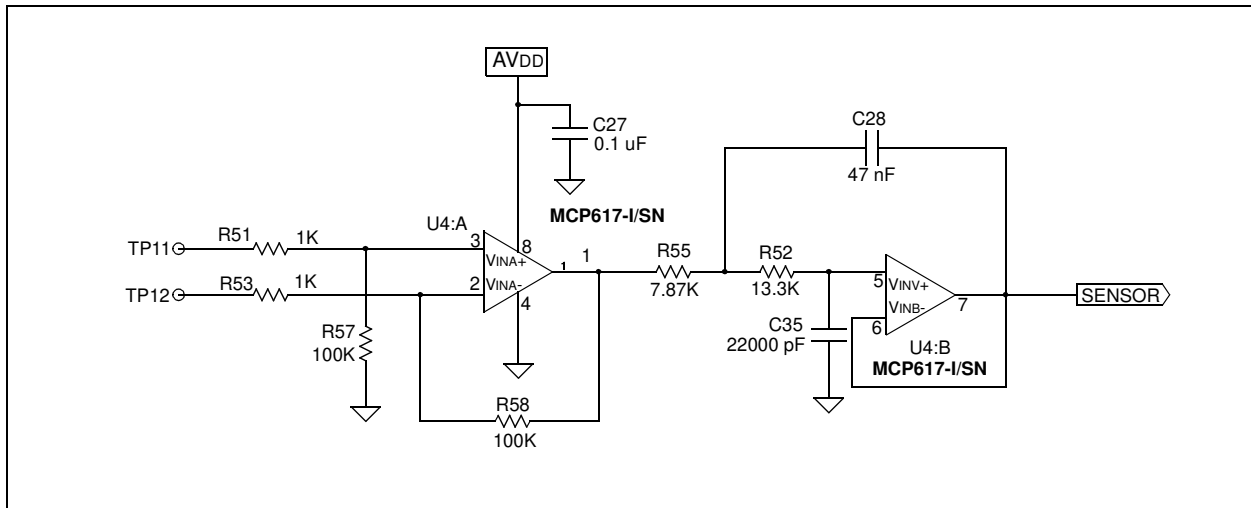 AVDD
C27
0.1 uF
C28
47 nF
MCP617-I/SN
U4:A
TP11
R51
1K
3
VINA+
8
1
1
R55
7.87K
R52
13.3K
5
VINV+
7
SENSOR
TP12
R53
1K
2
VINA-
4
6
VINB-
R57
100K
C35
22000 pF
U4:B
MCP617-I/SN
R58
100K